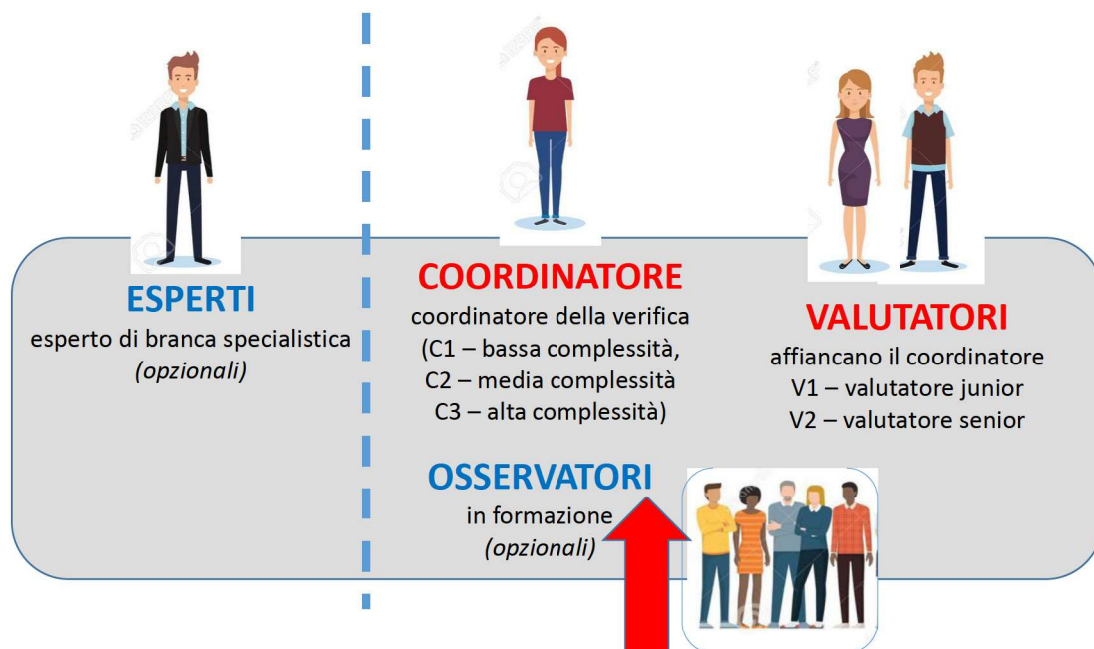 ESPERTI
esperto di branca specialistica
(opzionali)
COORDINATORE
coordinatore della verifica
(C1 – bassa complessità,
C2 – media complessità
C3 – alta complessità)
VALUTATORI
affiancano il coordinatore
V1 – valutatore junior
V2 – valutatore senior
OSSERVATORI
in formazione
(opzionali)